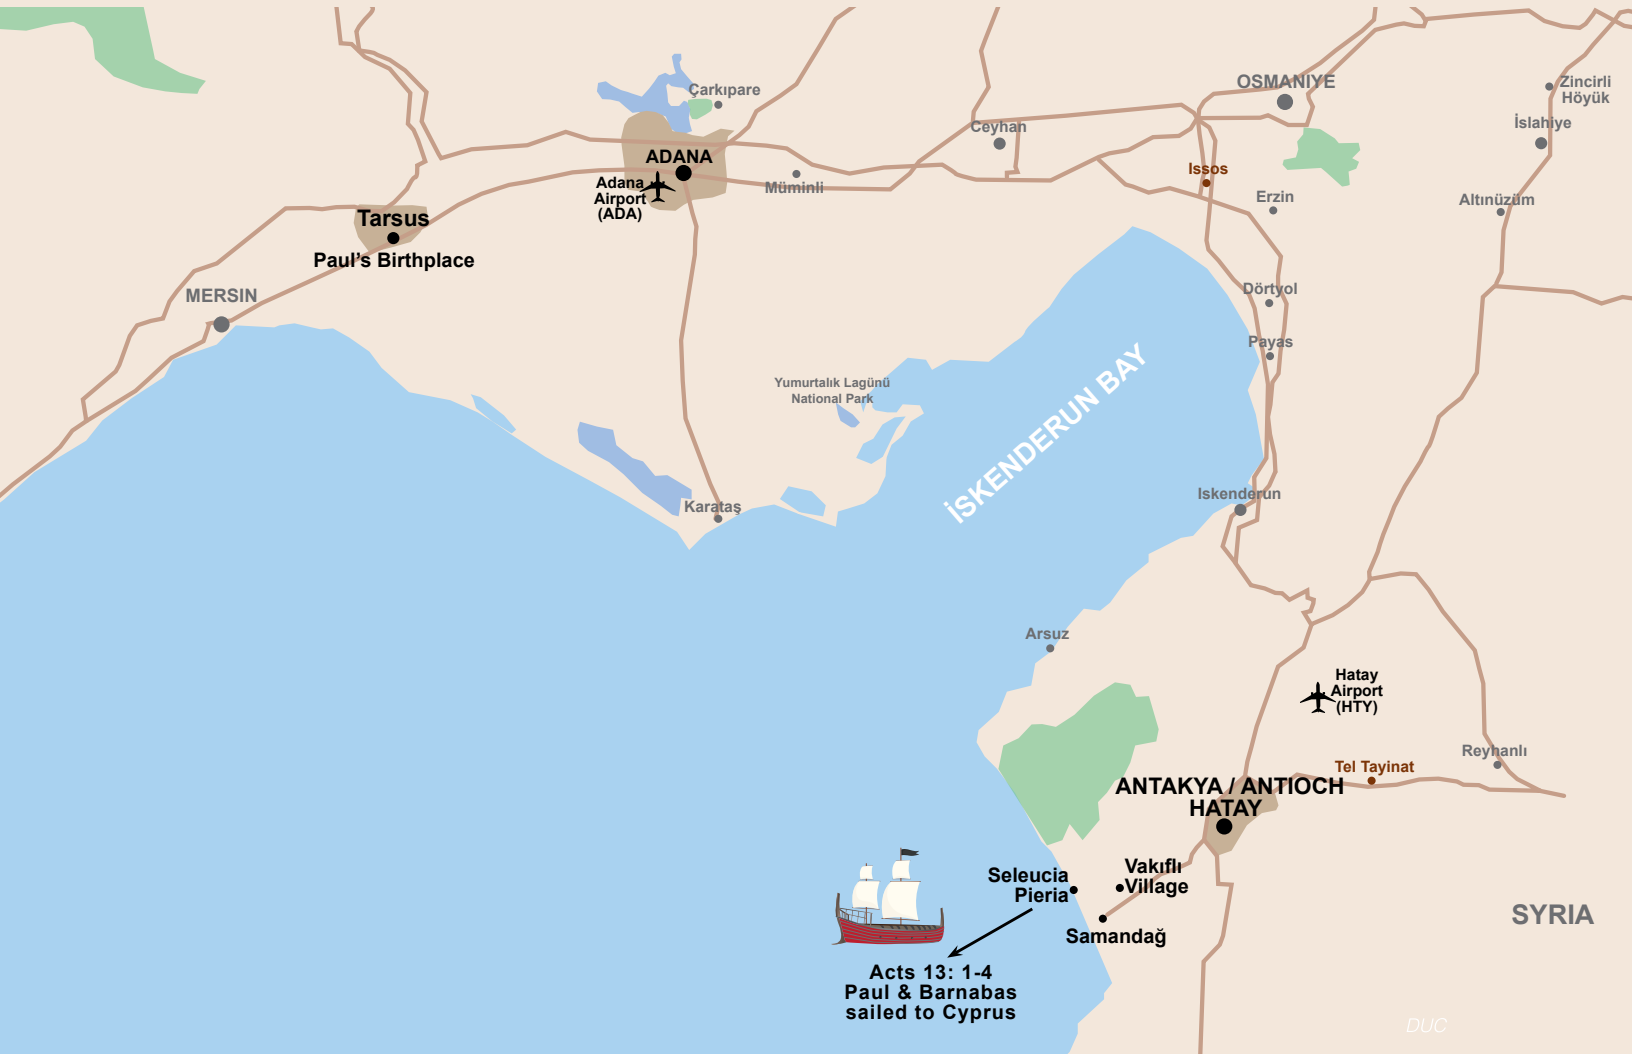 OSMANIYE
Zincirli
Höyük
Çarkıpare
İslahiye
Ceyhan
ADANA
Issos
Adana
Airport
(ADA)
Müminli
Erzin
Altınüzüm
Tarsus
Paul's Birthplace
MERSIN
Dörtyol
Payas
Yumurtalık Lagünü
National Park
İSKENDERUN BAY
Iskenderun
Karataş
Arsuz
Hatay
Airport
(HTY)
Reyhanlı
Tel Tayinat
ANTAKYA / ANTIOCH
HATAY
Seleucia
Pieria
Vakıflı
Village
Samandağ
SYRIA
Acts 13: 1-4
Paul & Barnabas
sailed to Cyprus
DUC